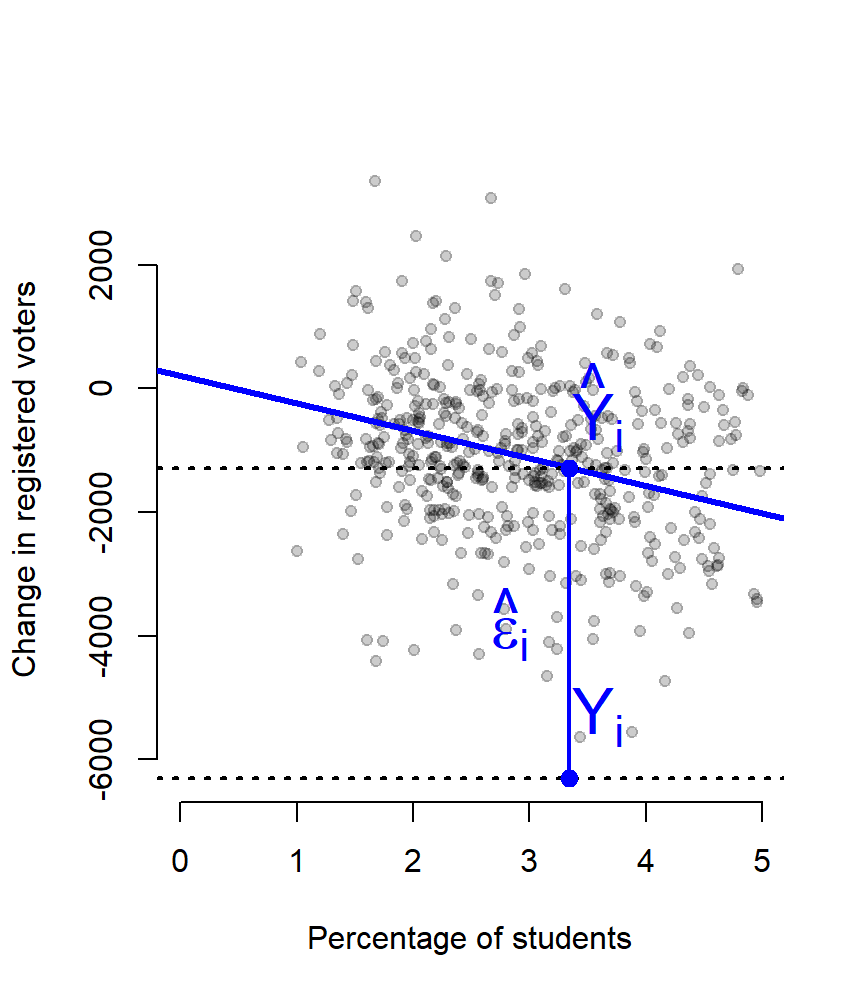 Change in registered voters
2000
0
-2000
-4000
-6000
Ŷi
ε̂i
Yi
0 1 2 3 4 5
Percentage of students